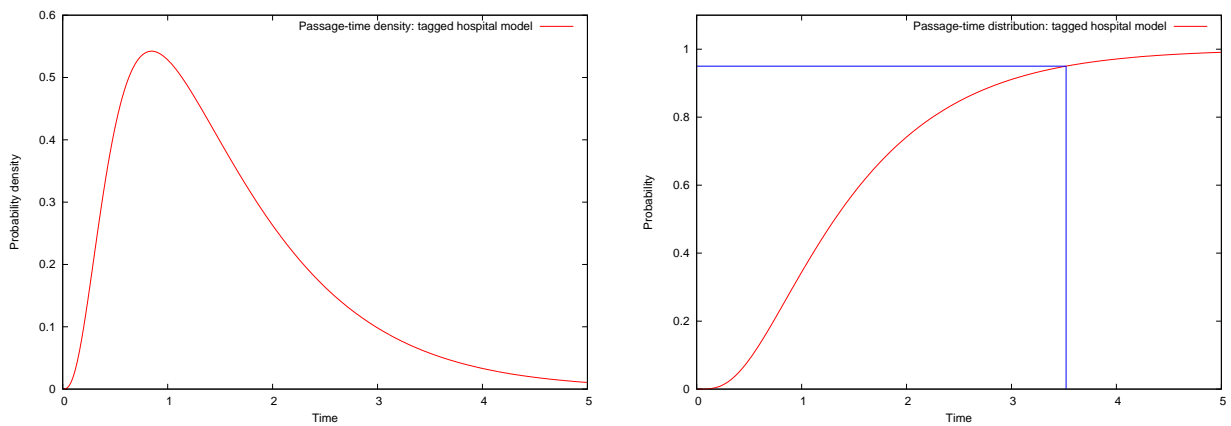 Passage-time density: tagged hospital model
0.6
0.5
0.4
0.3
0.2
0.1
0
Probability density
0 1 2 3 4 5
Time
Passage-time distribution: tagged hospital model
1
0.8
0.6
0.4
0.2
0
Probability
0 1 2 3 4 5
Time